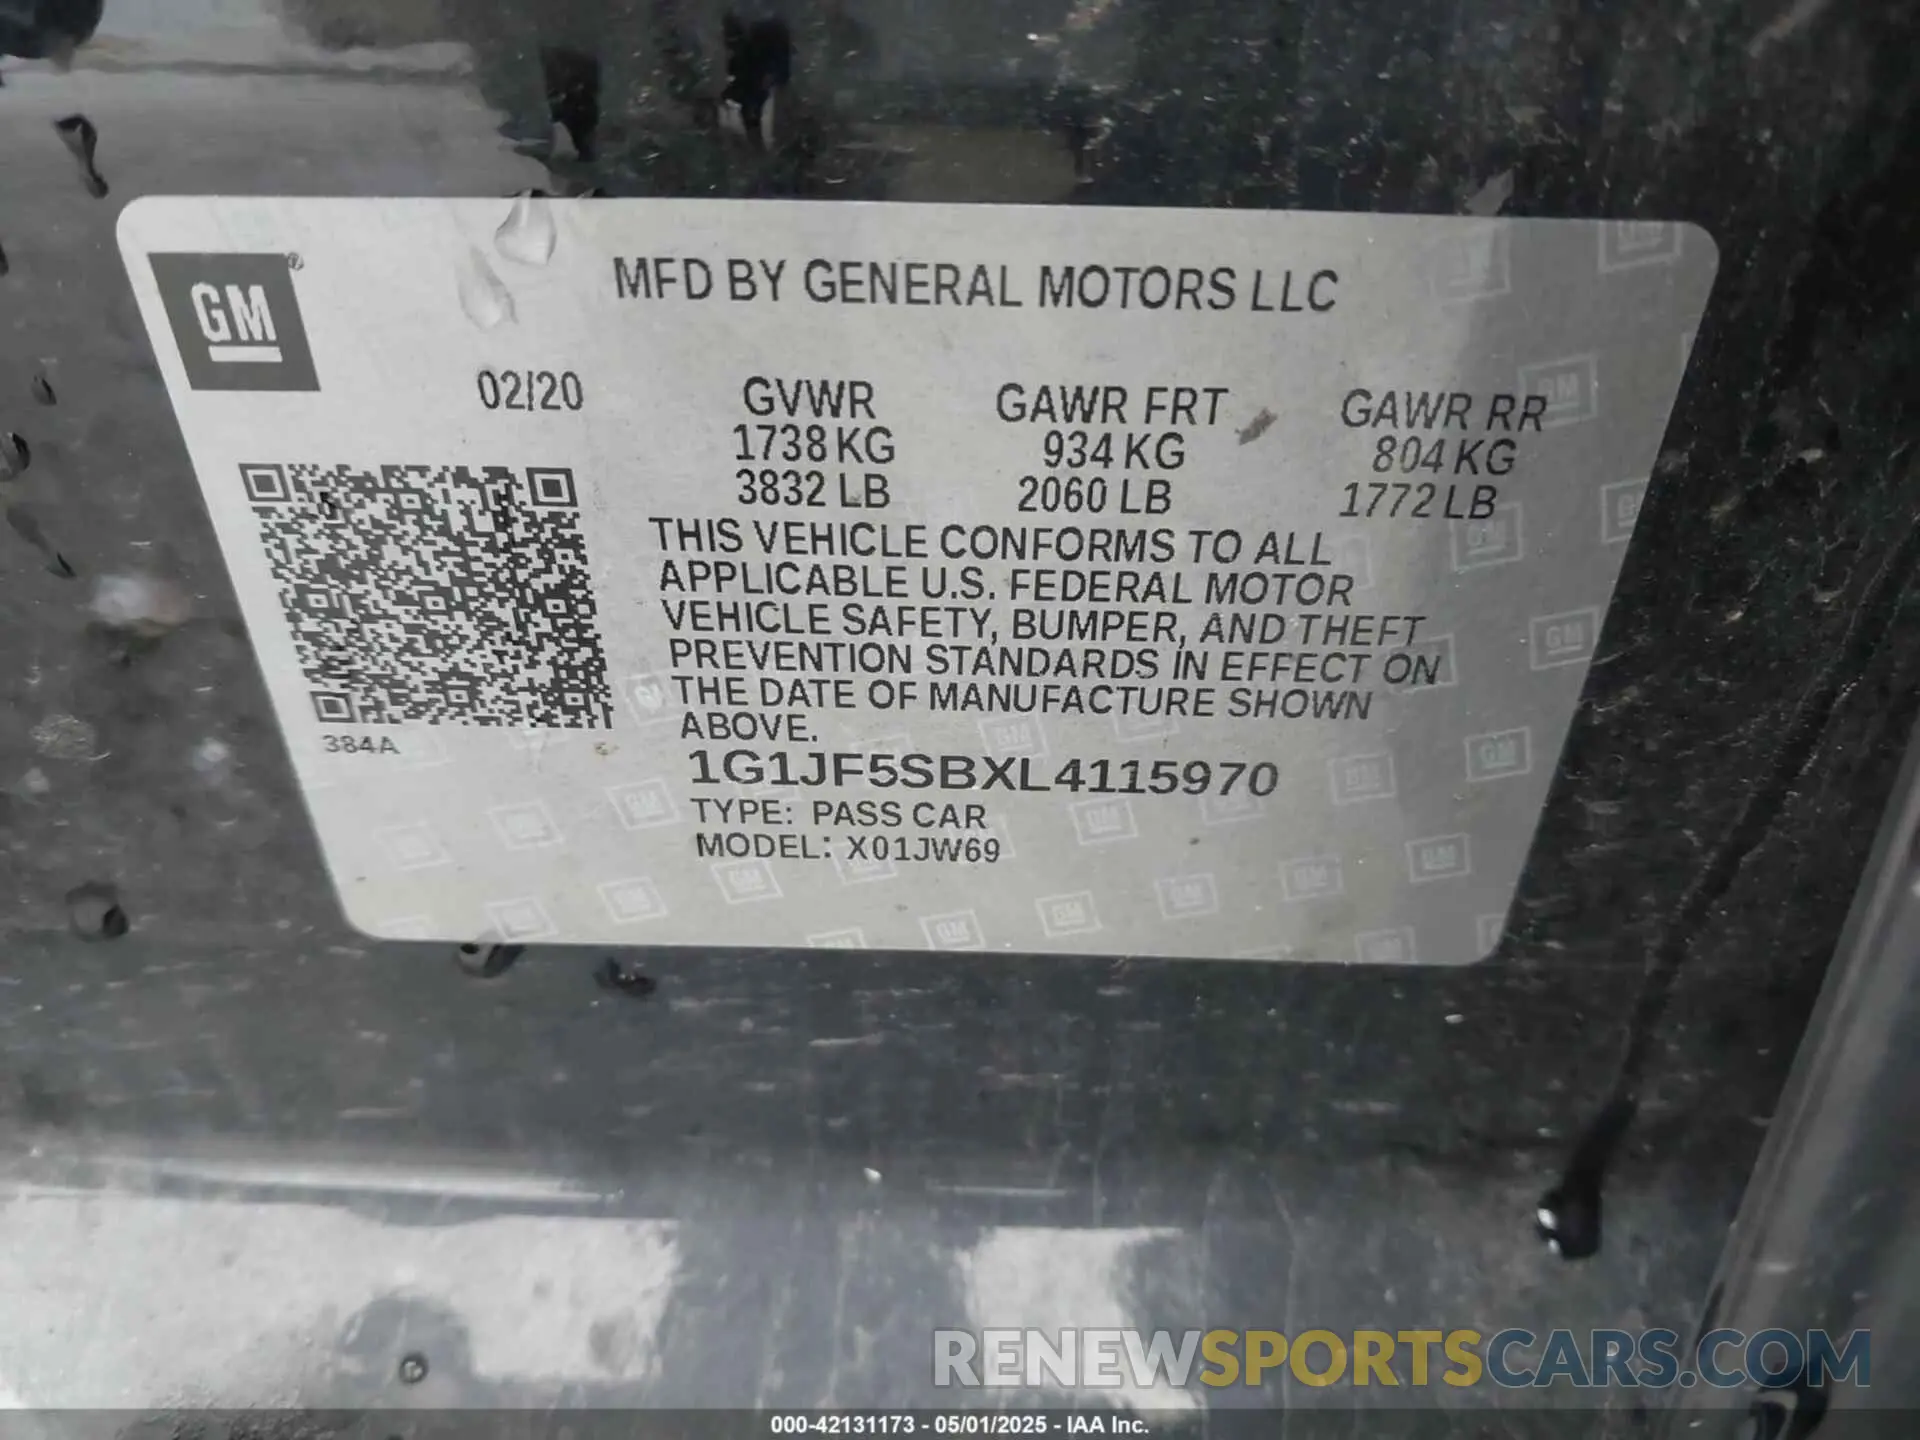 GM ®
MFD BY GENERAL MOTORS LLC
02/20
GVWR GAWR FRT GAWR RR
1738 KG 934 KG 804 KG
3832 LB 2060 LB 1772 LB
THIS VEHICLE CONFORMS TO ALL
APPLICABLE U.S. FEDERAL MOTOR
VEHICLE SAFETY, BUMPER, AND THEFT
PREVENTION STANDARDS IN EFFECT ON
THE DATE OF MANUFACTURE SHOWN
ABOVE.
384A
1G1JF5SBXL4115970
TYPE: PASS CAR
MODEL: X01JW69
RENEWSPORTSCARS.COM
000-42131173 - 05/01/2025 - IAA Inc.